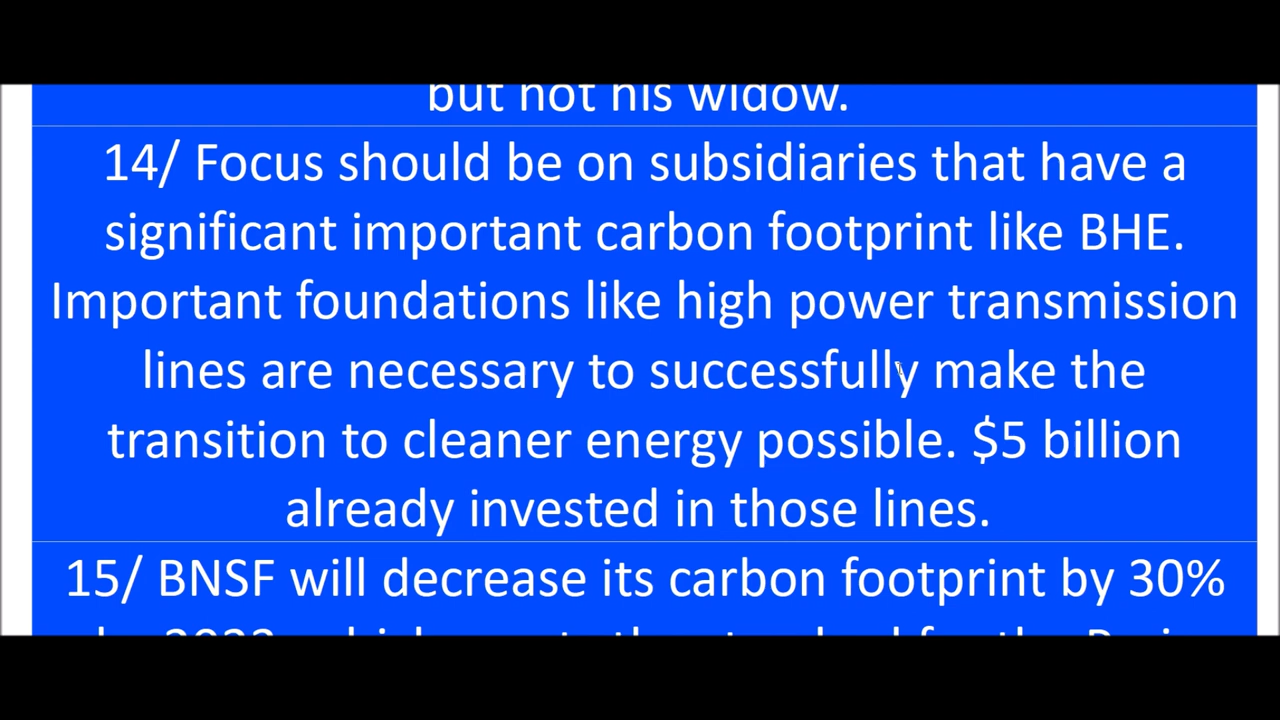 but not his widow.
14/ Focus should be on subsidiaries that have a
significant important carbon footprint like BHE.
Important foundations like high power transmission
lines are necessary to successfully make the
transition to cleaner energy possible. $5 billion
already invested in those lines.
15/ BNSF will decrease its carbon footprint by 30%